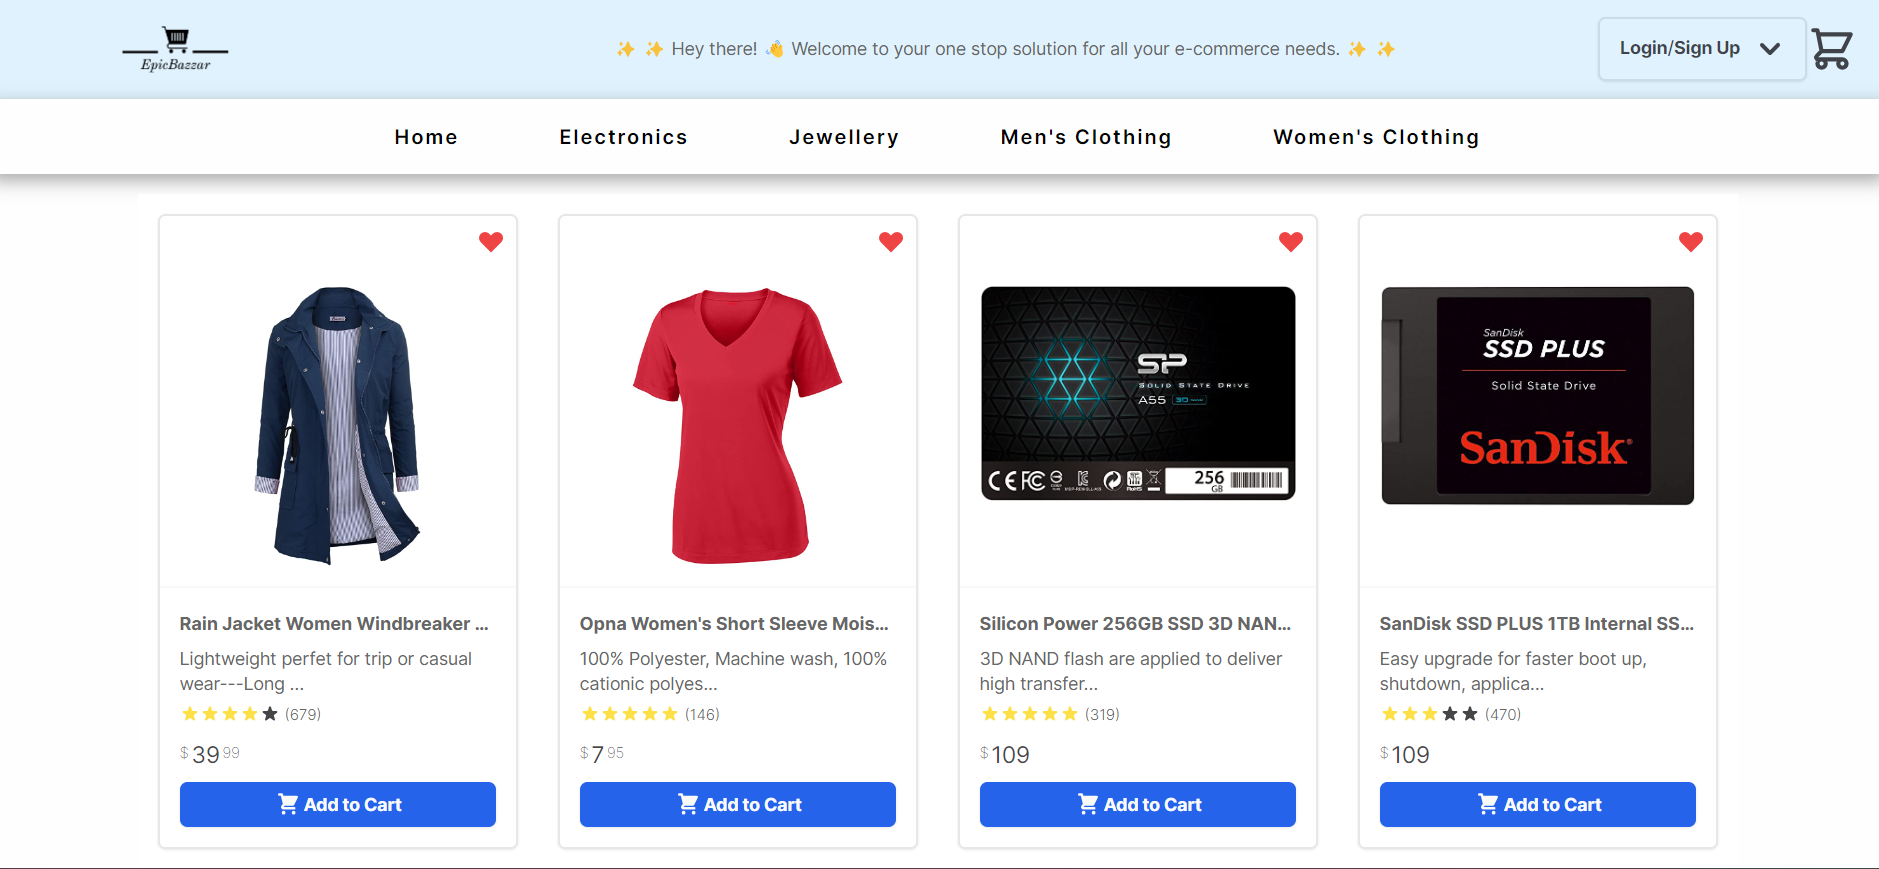 EpicBazzar
✨ ✨ Hey there! 👋 Welcome to your one stop solution for all your e-commerce needs. ✨ ✨
Login/Sign Up
Home
Electronics
Jewellery
Men's Clothing
Women's Clothing
SP
SOLID STATE DRIVE
A55
256
GB
SanDisk
SSD PLUS
Solid State Drive
SanDisk
Rain Jacket Women Windbreaker ...
Lightweight perfet for trip or casual
wear---Long ...
(679)
$ 39 99
Add to Cart
Opna Women's Short Sleeve Mois...
100% Polyester, Machine wash, 100%
cationic polyes...
(146)
$ 7 95
Add to Cart
Silicon Power 256GB SSD 3D NAN...
3D NAND flash are applied to deliver
high transfer...
(319)
$ 109
Add to Cart
SanDisk SSD PLUS 1TB Internal SS...
Easy upgrade for faster boot up,
shutdown, applica...
(470)
$ 109
Add to Cart